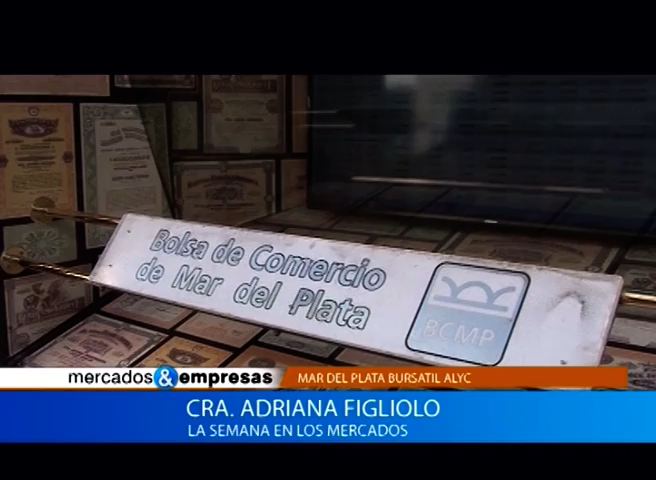 Bolsa de Comercio
de Mar del Plata
BCMP
mercados&empresas
MAR DEL PLATA BURSATIL ALYC
CRA. ADRIANA FIGLIOLO
LA SEMANA EN LOS MERCADOS